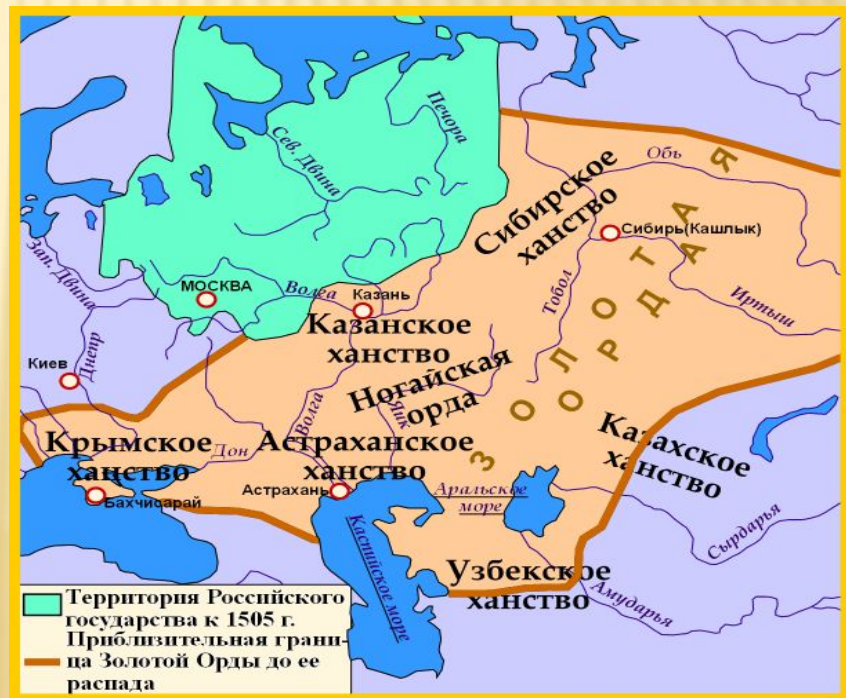 Печора
Сев. Двина
Обь
Сибирское
ханство
Сибирь(Кашлык)
ЗОЛОТАЯ
ОРДА
Зап. Двина
МОСКВА
Волга
Казань
Тобол
Иртыш
Казанское
ханство
Киев
Днепр
Ногайская
орда
Волга
Яик
Крымское
ханство
Дон
Астраханское
ханство
Казахское
ханство
Бахчисарай
Астрахань
Аральское
море
Каспийское море
Сырдарья
Узбекское
ханство
Амударья
Территория Российского
государства к 1505 г.
Приблизительная грани-
ца Золотой Орды до ее
распада